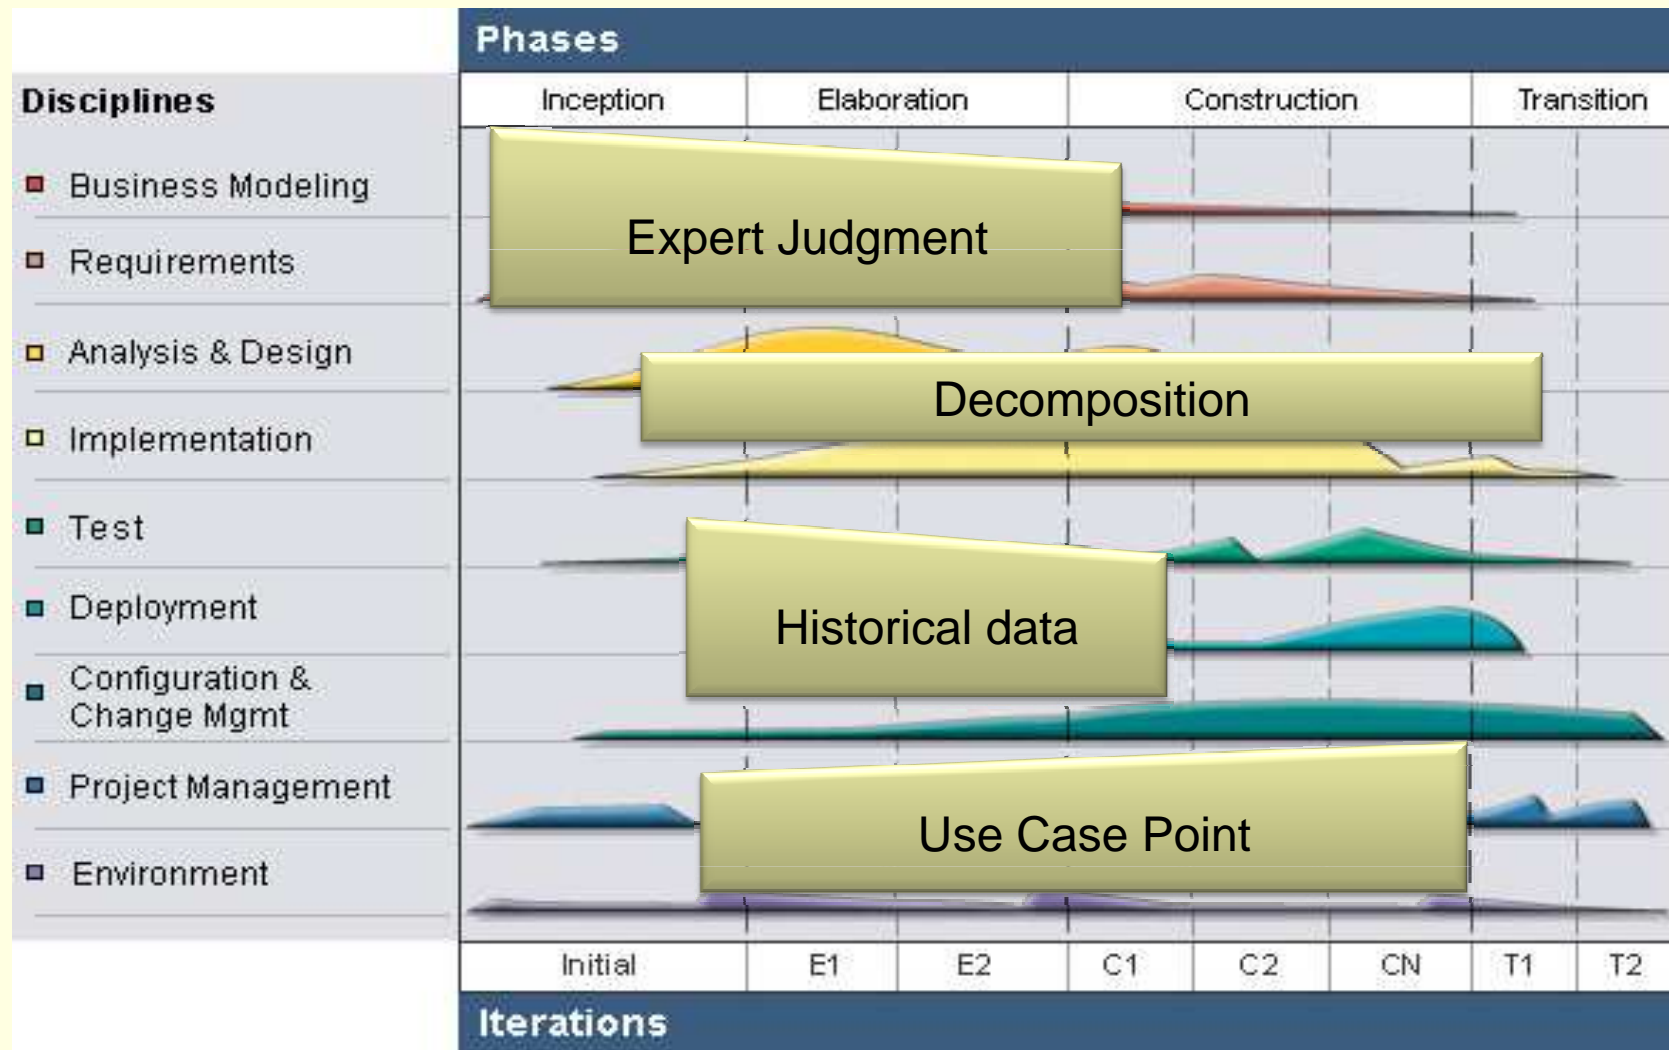 Phases
Disciplines
Inception
Elaboration
Construction
Transition
Business Modeling
Expert Judgment
Requirements
Analysis & Design
Decomposition
Implementation
Test
Deployment
Historical data
Configuration &
Change Mgmt
Project Management
Use Case Point
Environment
Initial
E1
E2
C1
C2
CN
T1
T2
Iterations